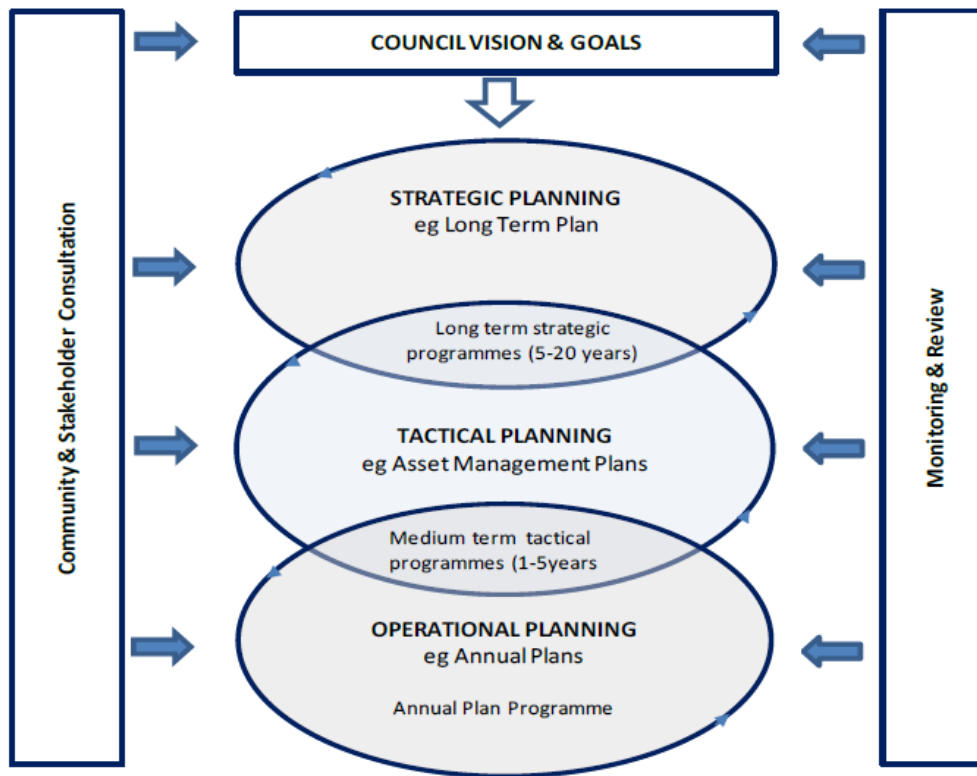 COUNCIL VISION & GOALS
Community & Stakeholder Consultation
STRATEGIC PLANNING
eg Long Term Plan
Long term strategic
programmes (5-20 years)
TACTICAL PLANNING
eg Asset Management Plans
Medium term tactical
programmes (1-5years
OPERATIONAL PLANNING
eg Annual Plans
Annual Plan Programme
Monitoring & Review